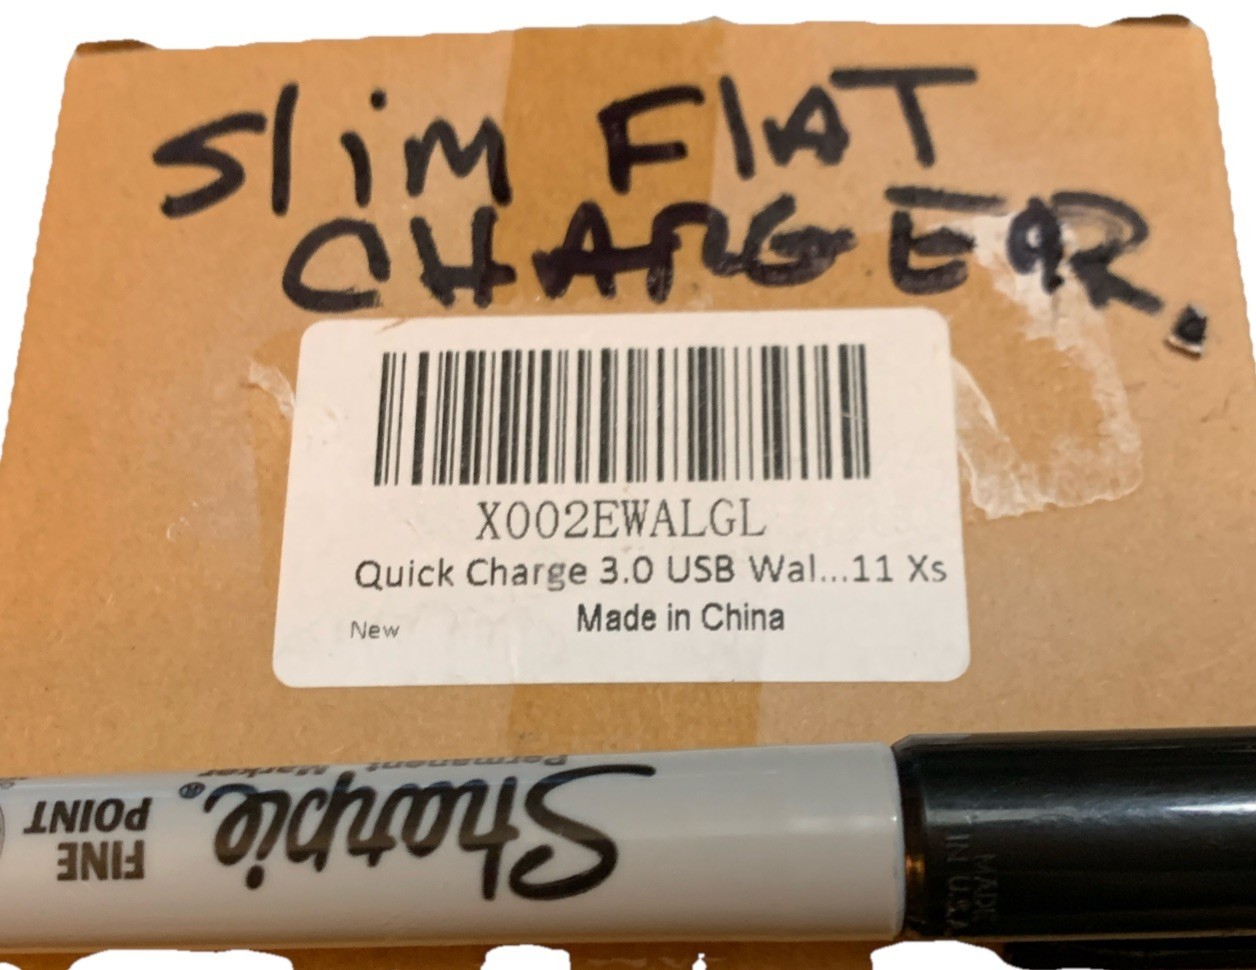 Slim FlAT
CHARGER.
X002EWALGL
Quick Charge 3.0 USB Wal...11 Xs
New Made in China
Permanent Marker
Sharpie®
FINE
POINT
MADE
IN U.S.A